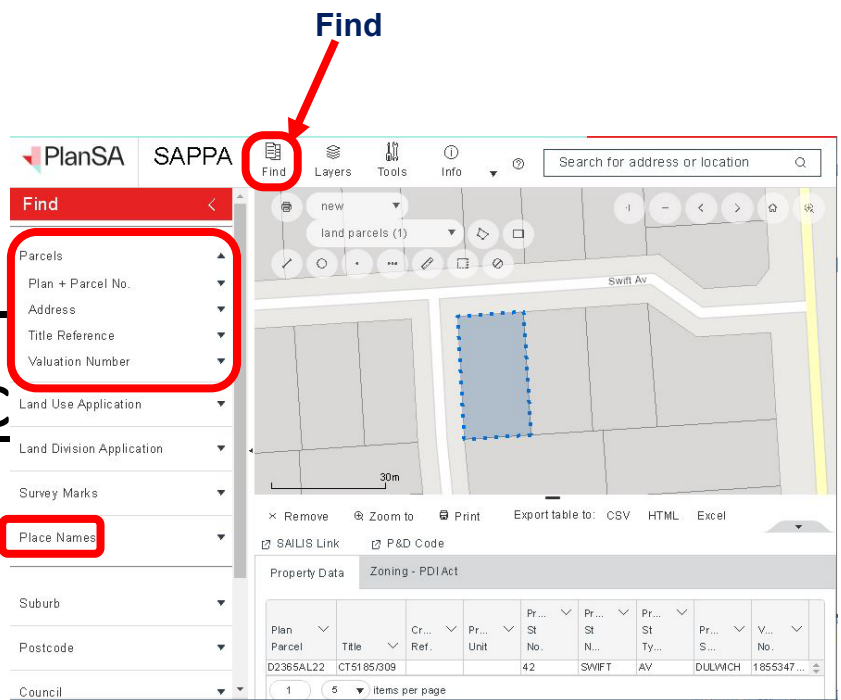 Find
PlanSA SAPPA Find Layers Tools Info Search for address or location
Find
new
land parcels (1)
Parcels
Plan + Parcel No.
Address
Title Reference
Valuation Number
Land Use Application
Land Division Application
Survey Marks
Place Names
Suburb
Postcode
Council
Swift Av
30m
× Remove Zoom to Print Export table to: CSV HTML Excel
SAILIS Link P&D Code
Property Data Zoning - PDI Act
Plan Parcel
Title
Cr... Ref.
Pr... Unit
Pr... St No.
Pr... St N...
Pr... St Ty...
Pr... S...
V... No.
D2365AL22 CT5185/309 42 SWIFT AV DULWICH 1855347...
1 5 items per page